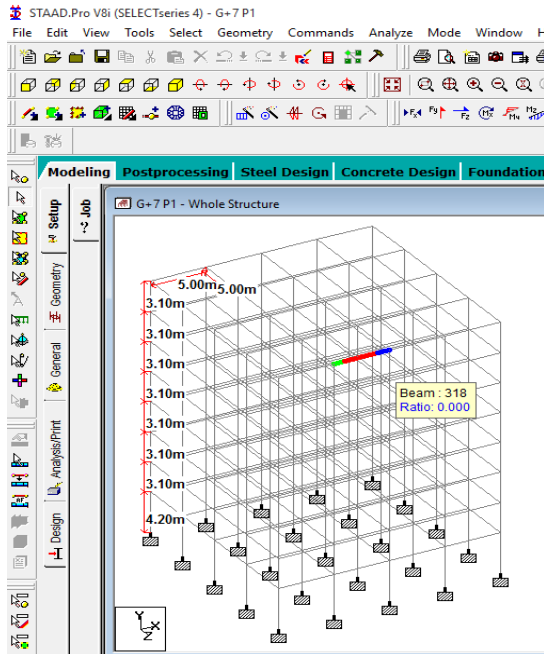 STAAD.Pro V8i (SELECTseries 4) - G+7 P1
File Edit View Tools Select Geometry Commands Analyze Mode Window H
Modeling Postprocessing Steel Design Concrete Design Foundation
Setup
Geometry
General
Analysis/Print
Design
Job
G+7 P1 - Whole Structure
5.00m 5.00m
3.10m
3.10m
3.10m
3.10m
3.10m
3.10m
3.10m
4.20m
Beam : 318
Ratio: 0.000
Y
X
Z